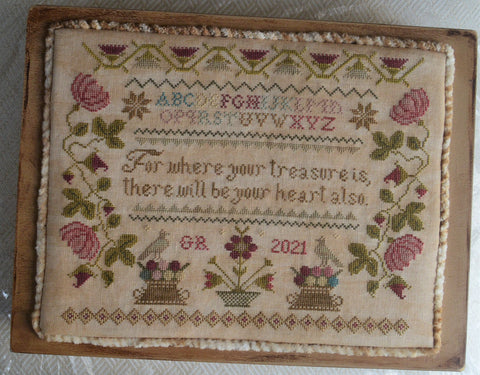 ABCDEFGHIJKLMN
OPQRSTUVWXYZ
For where your treasure is,
there will be your heart also.
GR 2021